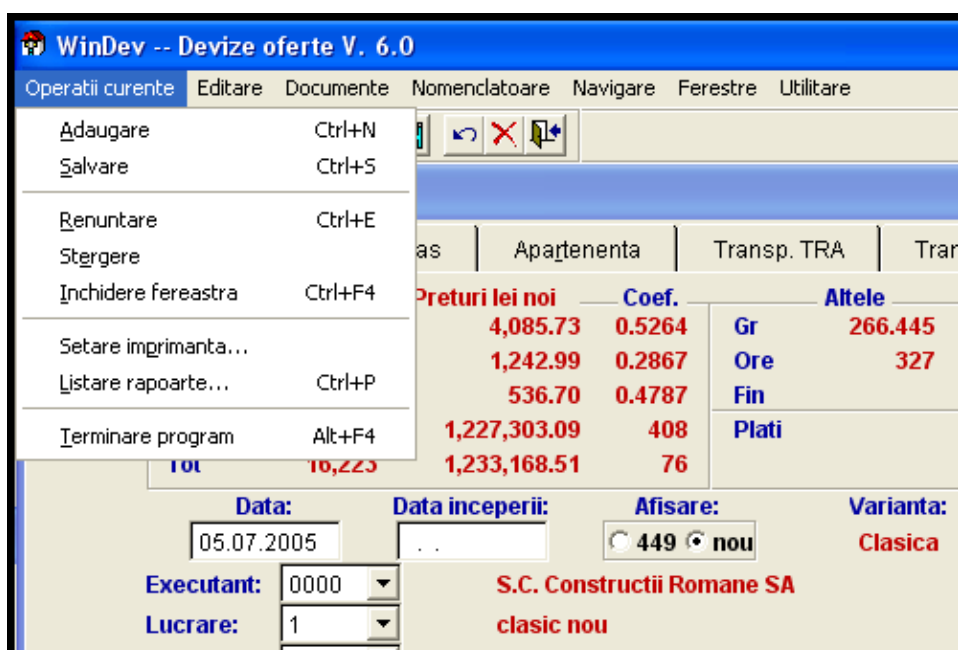 WinDev -- Devize oferte V. 6.0
Operatii curente Editare Documente Nomenclatoare Navigare Ferestre Utilitare
Adaugare Ctrl+N
Salvare Ctrl+S
Renuntare Ctrl+E
Stergere
Inchidere fereastra Ctrl+F4
Setare imprimanta...
Listare rapoarte... Ctrl+P
Terminare program Alt+F4
as Apartenenta Transp. TRA Tran
Preturi lei noi Coef. Altele
4,085.73 0.5264 Gr 266.445
1,242.99 0.2867 Ore 327
536.70 0.4787 Fin
1,227,303.09 408 Plati
Tot 16,223 1,233,168.51 76
Data: Data inceperii: Afisare: Varianta:
05.07.2005 . . 449 nou Clasica
Executant: 0000 S.C. Constructii Romane SA
Lucrare: 1 clasic nou